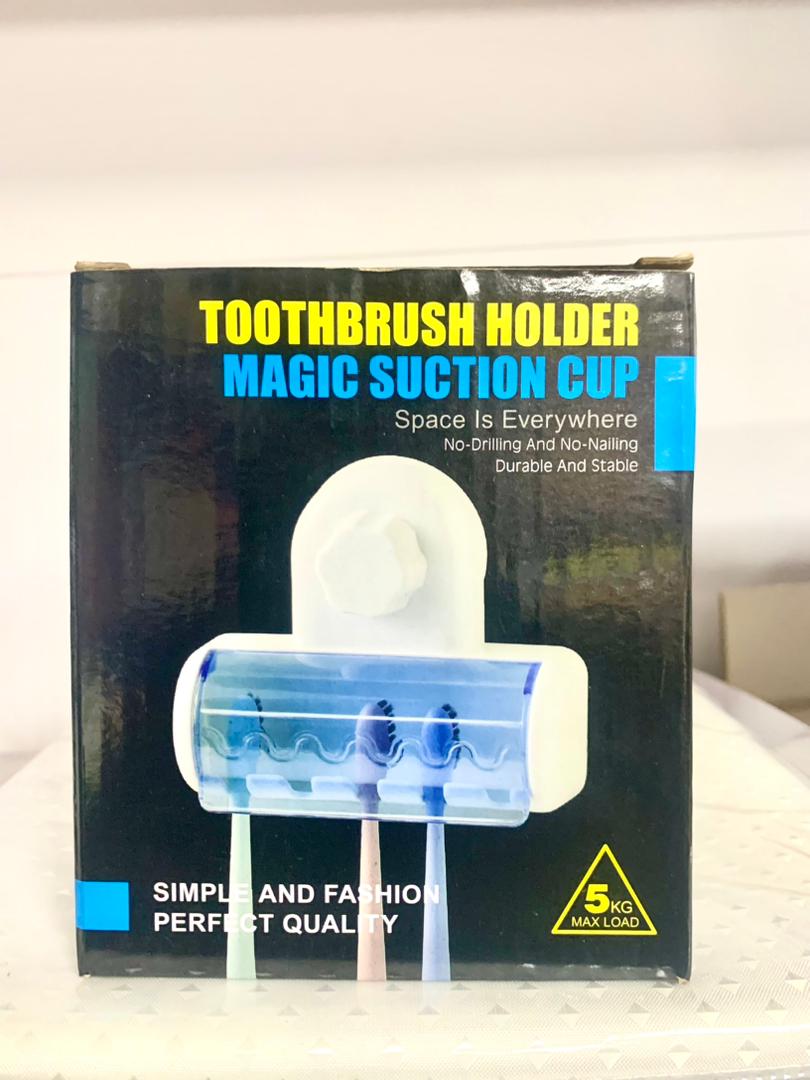 TOOTHBRUSH HOLDER
MAGIC SUCTION CUP
Space Is Everywhere
No-Drilling And No-Nailing
Durable And Stable
SIMPLE AND FASHION
PERFECT QUALITY
5KG
MAX LOAD